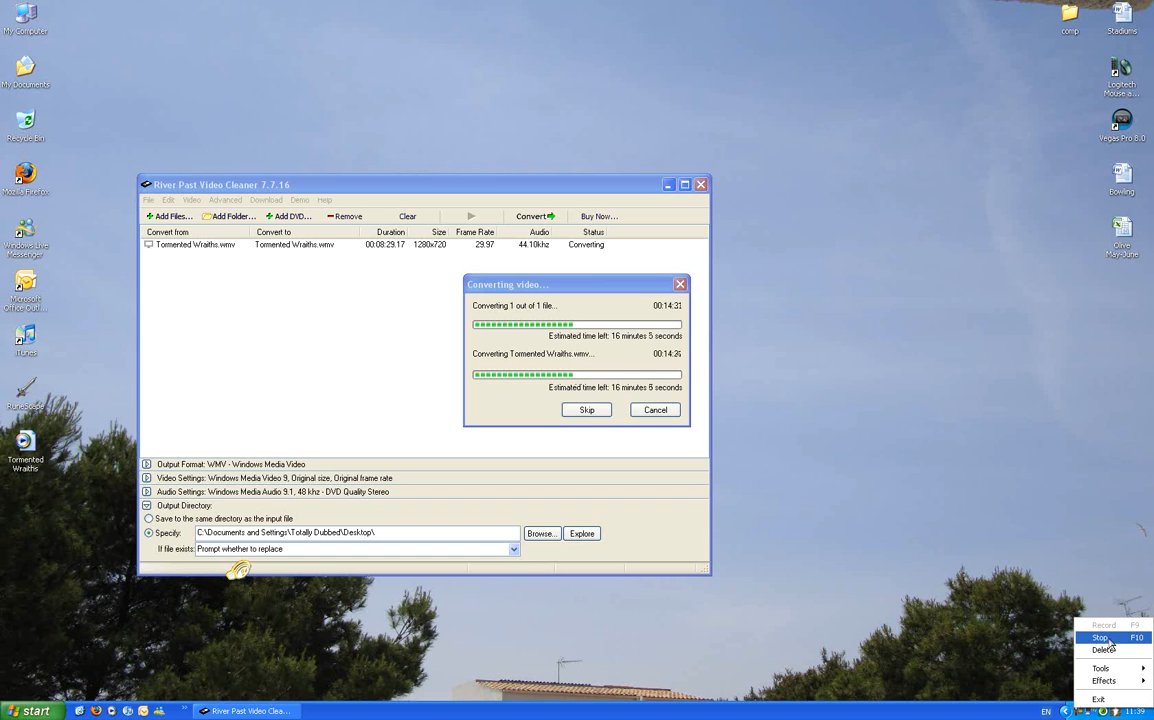 My Computer
My Documents
Recycle Bin
Mozilla Firefox
Windows Live
Messenger
Microsoft
Office Outl...
iTunes
RuneScape
Tormented
Wraiths
comp
Stadiums
Logitech
Mouse a...
Vegas Pro 8.0
Bowling
Olive
May-June
River Past Video Cleaner 7.7.16
File Edit Video Advanced Download Demo Help
Add Files... Add Folder... Add DVD... Remove Clear Convert Buy Now...
Convert from Convert to Duration Size Frame Rate Audio Status
Tormented Wraiths.wmv Tormented Wraiths.wmv 00:08:29.17 1280x720 29.97 44.10khz Converting
Converting video...
Converting 1 out of 1 file... 00:14:31
Estimated time left: 16 minutes 5 seconds
Converting Tormented Wraiths.wmv...
Estimated time left: 16 minutes seconds
Skip Cancel
Output Format: WMV - Windows Media Video
Video Settings: Windows Media Video 9, Original size, Original frame rate
Audio Settings: Windows Media Audio 9.1, 48 khz - DVD Quality Stereo
Output Directory:
Save to the same directory as the input file
Specify: C:\Documents and Settings\Totally Dubbed\Desktop\ Browse... Explore
If file exists: Prompt whether to replace
Record F9
Stop F10
Delete
Tools
Effects
Exit
start River Past Video Clea... EN 11:39